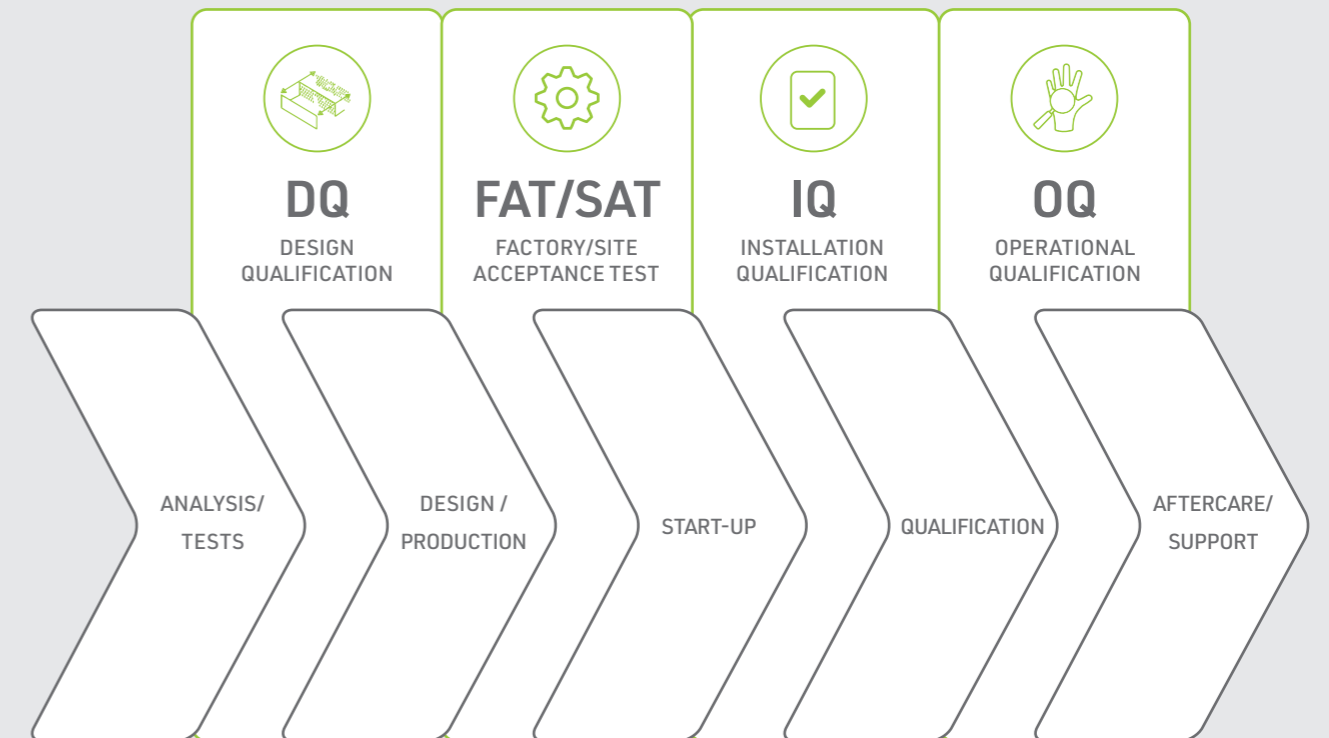 DQ
DESIGN
QUALIFICATION
FAT/SAT
FACTORY/SITE
ACCEPTANCE TEST
IQ
INSTALLATION
QUALIFICATION
OQ
OPERATIONAL
QUALIFICATION
ANALYSIS/
TESTS
DESIGN /
PRODUCTION
START-UP
QUALIFICATION
AFTERCARE/
SUPPORT